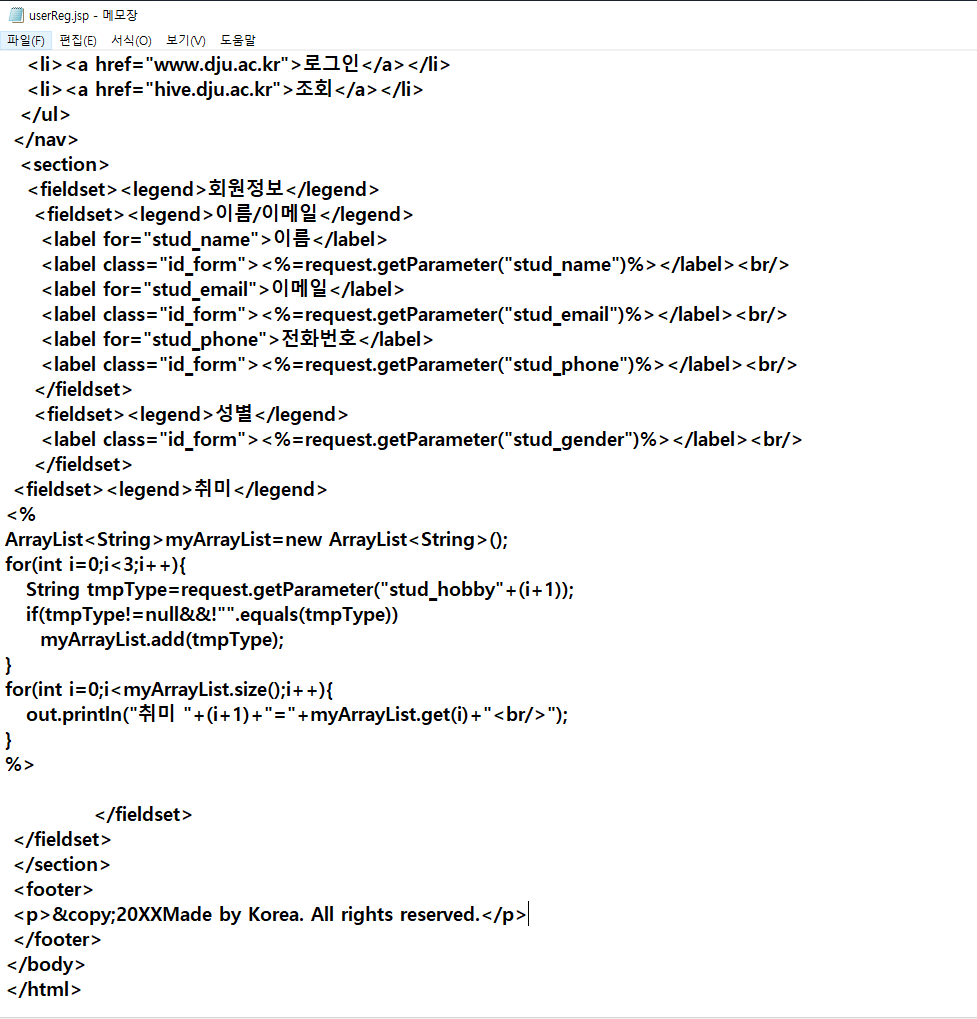 userReg.jsp - 메모장
파일(F) 편집(E) 서식(O) 보기(V) 도움말
<li><a href="www.dju.ac.kr">로그인</a></li>
<li><a href="hive.dju.ac.kr">조회</a></li>
</ul>
</nav>
<section>
<fieldset><legend>회원정보</legend>
<fieldset><legend>이름/이메일</legend>
<label for="stud_name">이름</label>
<label class="id_form"><%=request.getParameter("stud_name")%></label><br/>
<label for="stud_email">이메일</label>
<label class="id_form"><%=request.getParameter("stud_email")%></label><br/>
<label for="stud_phone">전화번호</label>
<label class="id_form"><%=request.getParameter("stud_phone")%></label><br/>
</fieldset>
<fieldset><legend>성별</legend>
<label class="id_form"><%=request.getParameter("stud_gender")%></label><br/>
</fieldset>
<fieldset><legend>취미</legend>
<%
ArrayList<String>myArrayList=new ArrayList<String>();
for(int i=0;i<3;i++){
String tmpType=request.getParameter("stud_hobby"+(i+1));
if(tmpType!=null&&!"".equals(tmpType))
myArrayList.add(tmpType);
}
for(int i=0;i<myArrayList.size();i++){
out.println("취미 "+(i+1)+"="+myArrayList.get(i)+"<br/>");
}
%>
</fieldset>
</fieldset>
</section>
<footer>
<p>&copy;20XXMade by Korea. All rights reserved.</p>
</footer>
</body>
</html>